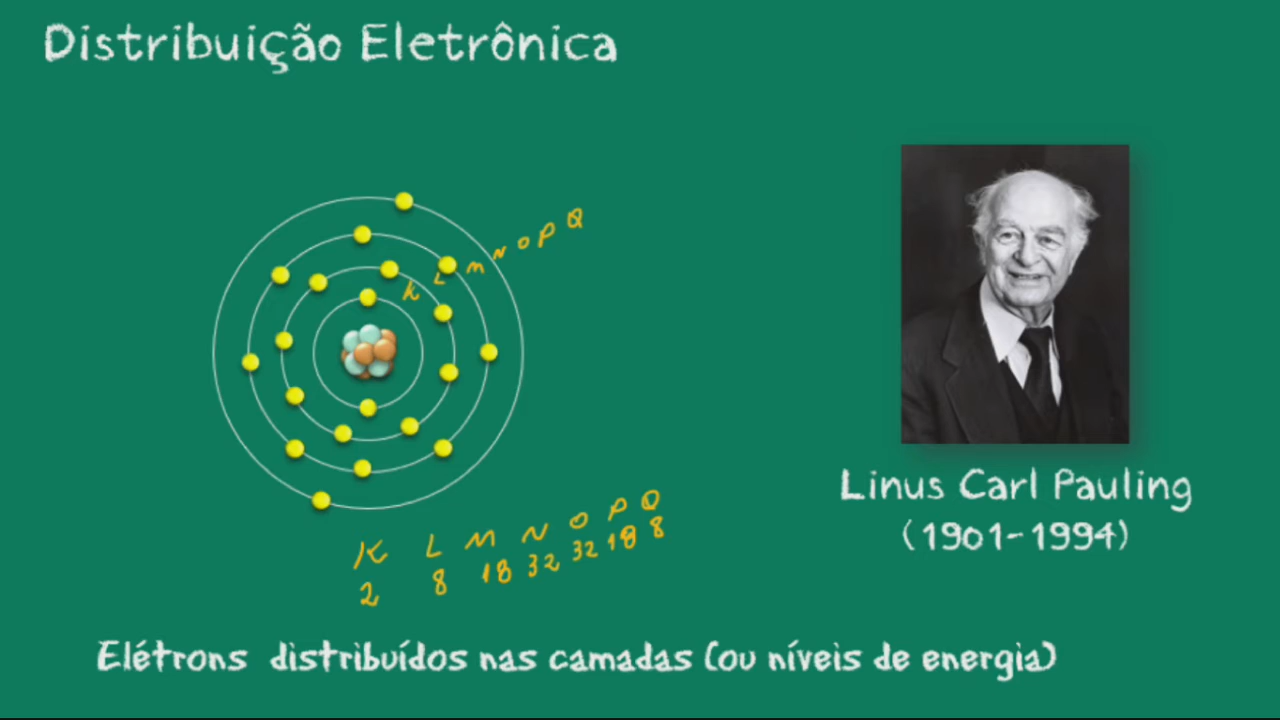 Distribuição Eletrônica
K L M N O P Q
Linus Carl Pauling
(1901-1994)
K L M N O P Q
2 8 18 32 32 18 8
Elétrons distribuídos nas camadas (ou níveis de energia)